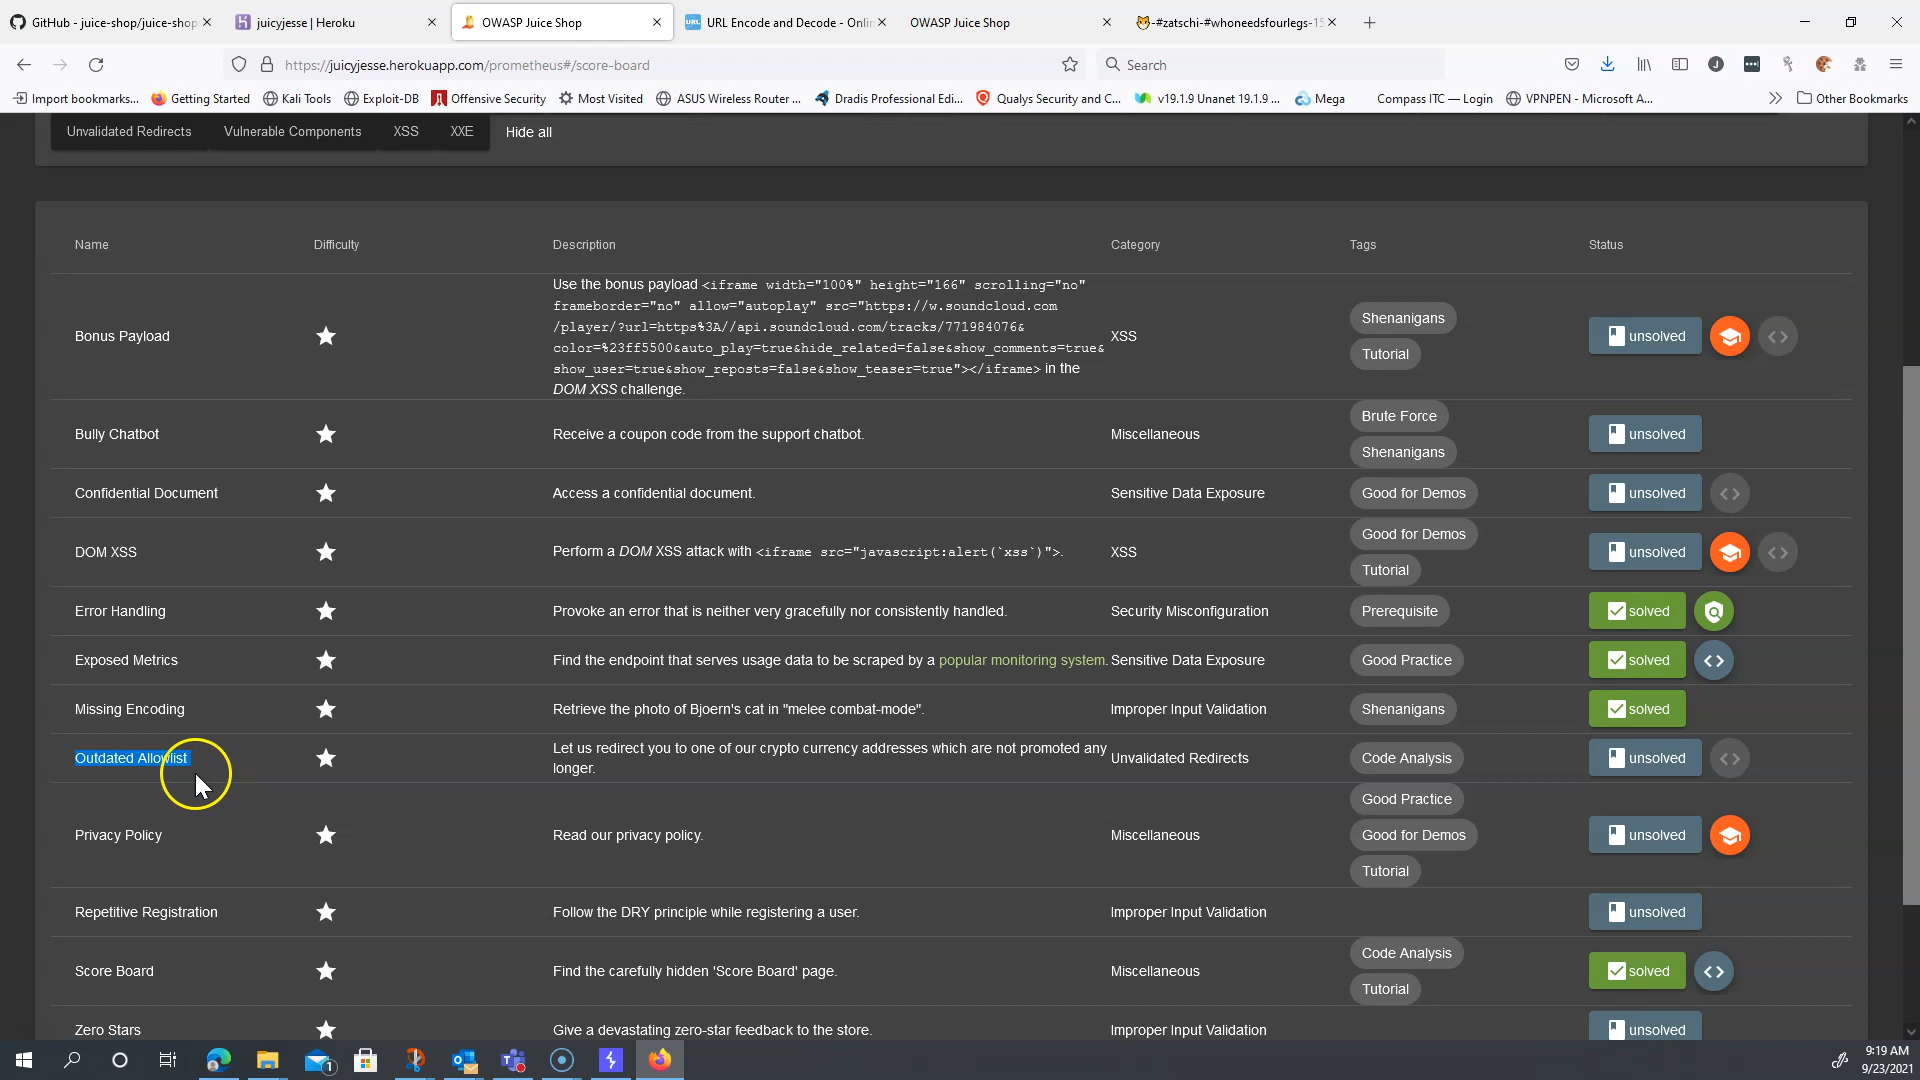 GitHub - juice-shop/juice-shop
juicyjesse | Heroku
OWASP Juice Shop
URL Encode and Decode - Onlin
OWASP Juice Shop
-#zatschi-#whoneedsfourlegs-15
https://juicyjesse.herokuapp.com/prometheus#/score-board
Search
Import bookmarks...
Getting Started
Kali Tools
Exploit-DB
Offensive Security
Most Visited
ASUS Wireless Router ...
Dradis Professional Edi...
Qualys Security and C...
v19.1.9 Unanet 19.1.9 ...
Mega
Compass ITC — Login
VPNPEN - Microsoft A...
Other Bookmarks
Unvalidated Redirects
Vulnerable Components
XSS
XXE
Hide all
Name
Difficulty
Description
Category
Tags
Status
Bonus Payload
Use the bonus payload <iframe width="100%" height="166" scrolling="no"
frameborder="no" allow="autoplay" src="https://w.soundcloud.com
/player/?url=https%3A//api.soundcloud.com/tracks/771984076&
color=%23ff5500&auto_play=true&hide_related=false&show_comments=true&
show_user=true&show_reposts=false&show_teaser=true"></iframe> in the
DOM XSS challenge.
XSS
Shenanigans
Tutorial
unsolved
Bully Chatbot
Receive a coupon code from the support chatbot.
Miscellaneous
Brute Force
Shenanigans
unsolved
Confidential Document
Access a confidential document.
Sensitive Data Exposure
Good for Demos
unsolved
DOM XSS
Perform a DOM XSS attack with <iframe src="javascript:alert(`xss`)">.
XSS
Good for Demos
Tutorial
unsolved
Error Handling
Provoke an error that is neither very gracefully nor consistently handled.
Security Misconfiguration
Prerequisite
solved
Exposed Metrics
Find the endpoint that serves usage data to be scraped by a popular monitoring system.
Sensitive Data Exposure
Good Practice
solved
Missing Encoding
Retrieve the photo of Bjoern's cat in "melee combat-mode".
Improper Input Validation
Shenanigans
solved
Outdated Allowlist
Let us redirect you to one of our crypto currency addresses which are not promoted any
longer.
Unvalidated Redirects
Code Analysis
unsolved
Privacy Policy
Read our privacy policy.
Miscellaneous
Good Practice
Good for Demos
Tutorial
unsolved
Repetitive Registration
Follow the DRY principle while registering a user.
Improper Input Validation
unsolved
Score Board
Find the carefully hidden 'Score Board' page.
Miscellaneous
Code Analysis
Tutorial
solved
Zero Stars
Give a devastating zero-star feedback to the store.
Improper Input Validation
unsolved
9:19 AM
9/23/2021